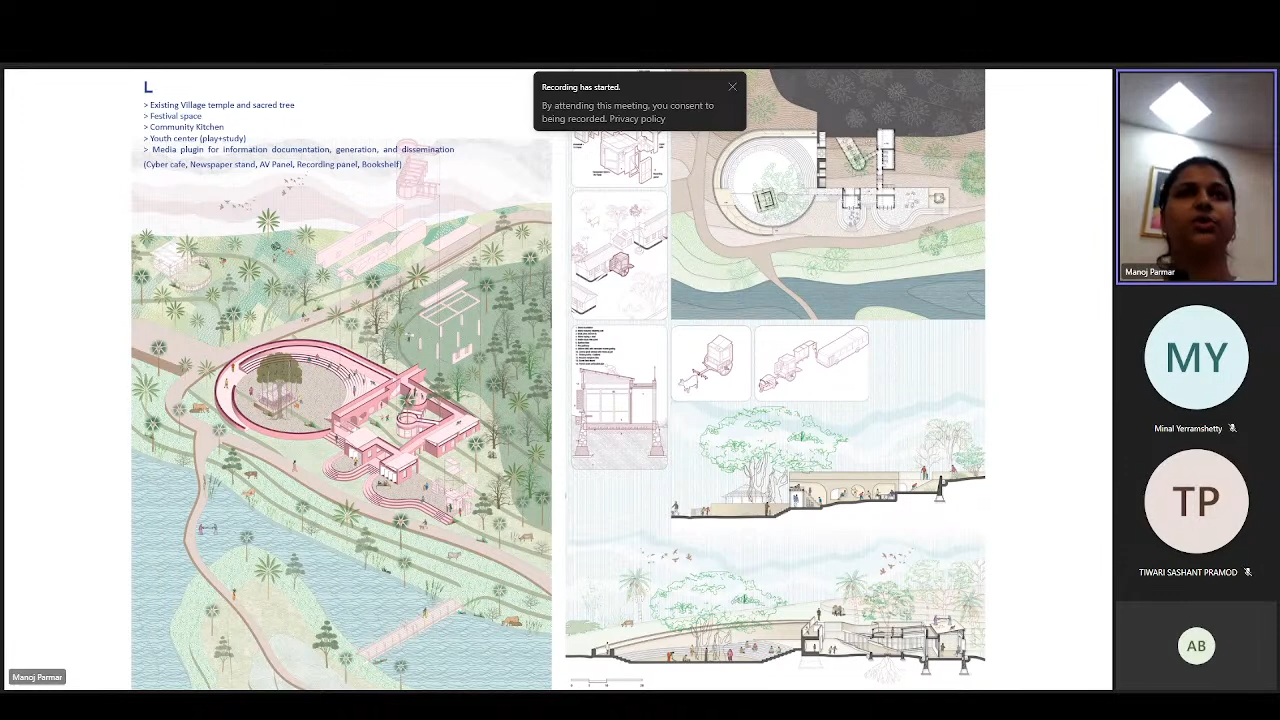 L
> Existing Village temple and sacred tree
> Festival space
> Community Kitchen
> Youth center (play+study)
> Media plugin for information documentation, generation, and dissemination
(Cyber cafe, Newspaper stand, AV Panel, Recording panel, Bookshelf)
Recording has started.
By attending this meeting, you consent to
being recorded. Privacy policy
Manoj Parmar
MY
Minal Yerramshetty
TP
TIWARI SASHANT PRAMOD
AB
Manoj Parmar